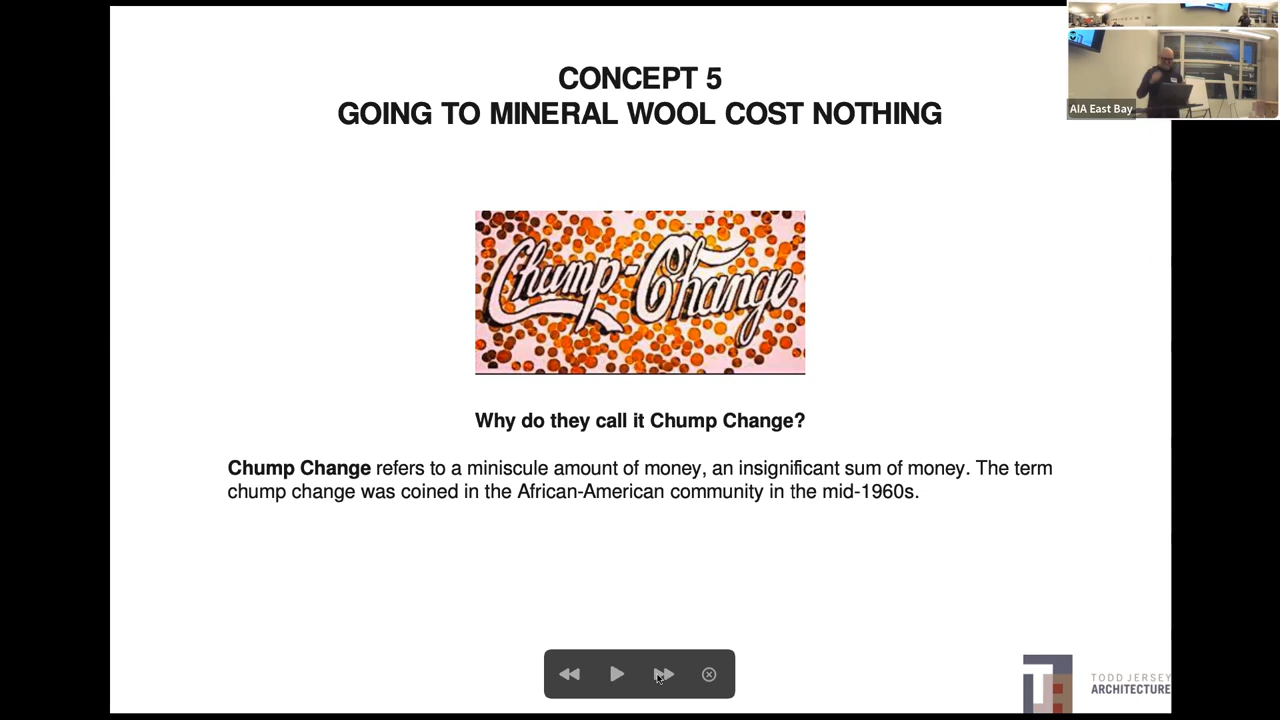 CONCEPT 5
GOING TO MINERAL WOOL COST NOTHING
AIA East Bay
Chump-Change
Why do they call it Chump Change?
Chump Change refers to a miniscule amount of money, an insignificant sum of money. The term
chump change was coined in the African-American community in the mid-1960s.
TODD JERSEY
ARCHITECTURE